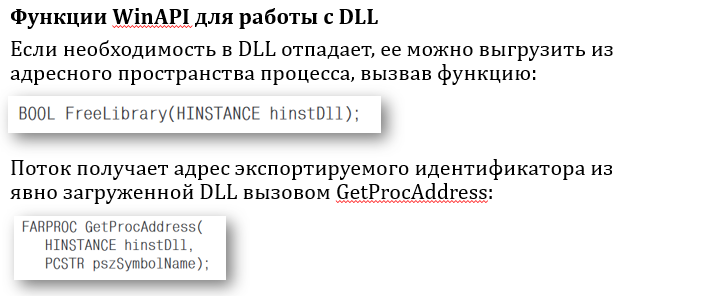 Функции WinAPI для работы с DLL
Если необходимость в DLL отпадает, ее можно выгрузить из
адресного пространства процесса, вызвав функцию:
BOOL FreeLibrary(HINSTANCE hinstDll);
Поток получает адрес экспортируемого идентификатора из
явно загруженной DLL вызовом GetProcAddress:
FARPROC GetProcAddress(
HINSTANCE hinstDll,
PCSTR pszSymbolName);